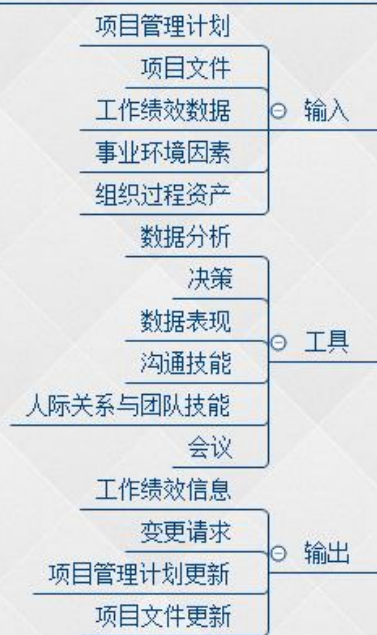 项目管理计划
项目文件
工作绩效数据
事业环境因素
组织过程资产
输入
数据分析
决策
数据表现
沟通技能
人际关系与团队技能
会议
工具
工作绩效信息
变更请求
项目管理计划更新
项目文件更新
输出